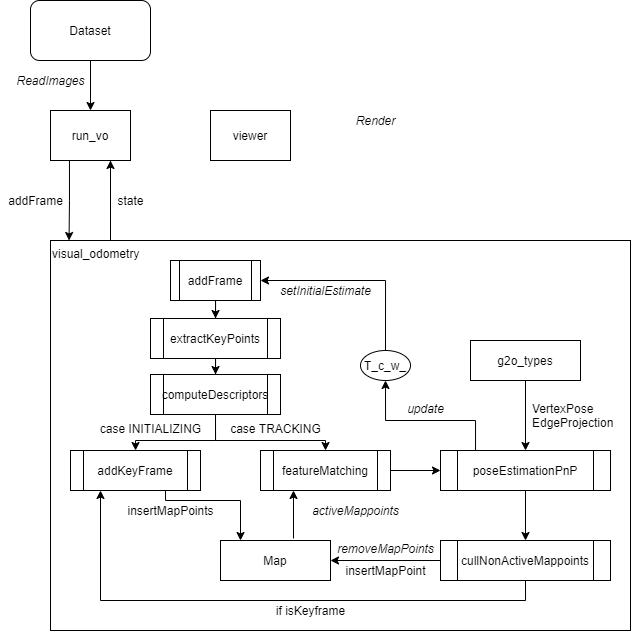 Dataset
ReadImages
run_vo
viewer
Render
addFrame
state
visual_odometry
addFrame
setInitialEstimate
extractKeyPoints
T_c_w_
g2o_types
computeDescriptors
update
VertexPose
EdgeProjection
case INITIALIZING
case TRACKING
addKeyFrame
featureMatching
poseEstimationPnP
insertMapPoints
activeMappoints
removeMapPoints
Map
cullNonActiveMappoints
insertMapPoint
if isKeyframe